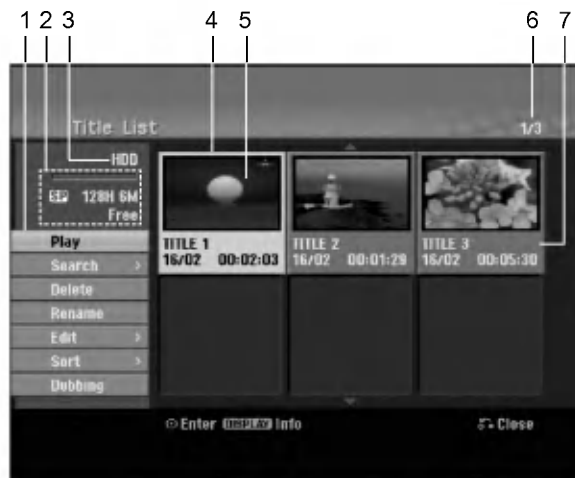 1 2 3 4 5 6 7
Title List
1/3
HDD
128H 6M
Free
Play
Search >
Delete
Rename
Edit >
Sort >
Dubbing
TITLE 1
16/02 00:02:03
TITLE 2
16/02 00:01:29
TITLE 3
16/02 00:05:30
Enter DISPLAY Info
Close